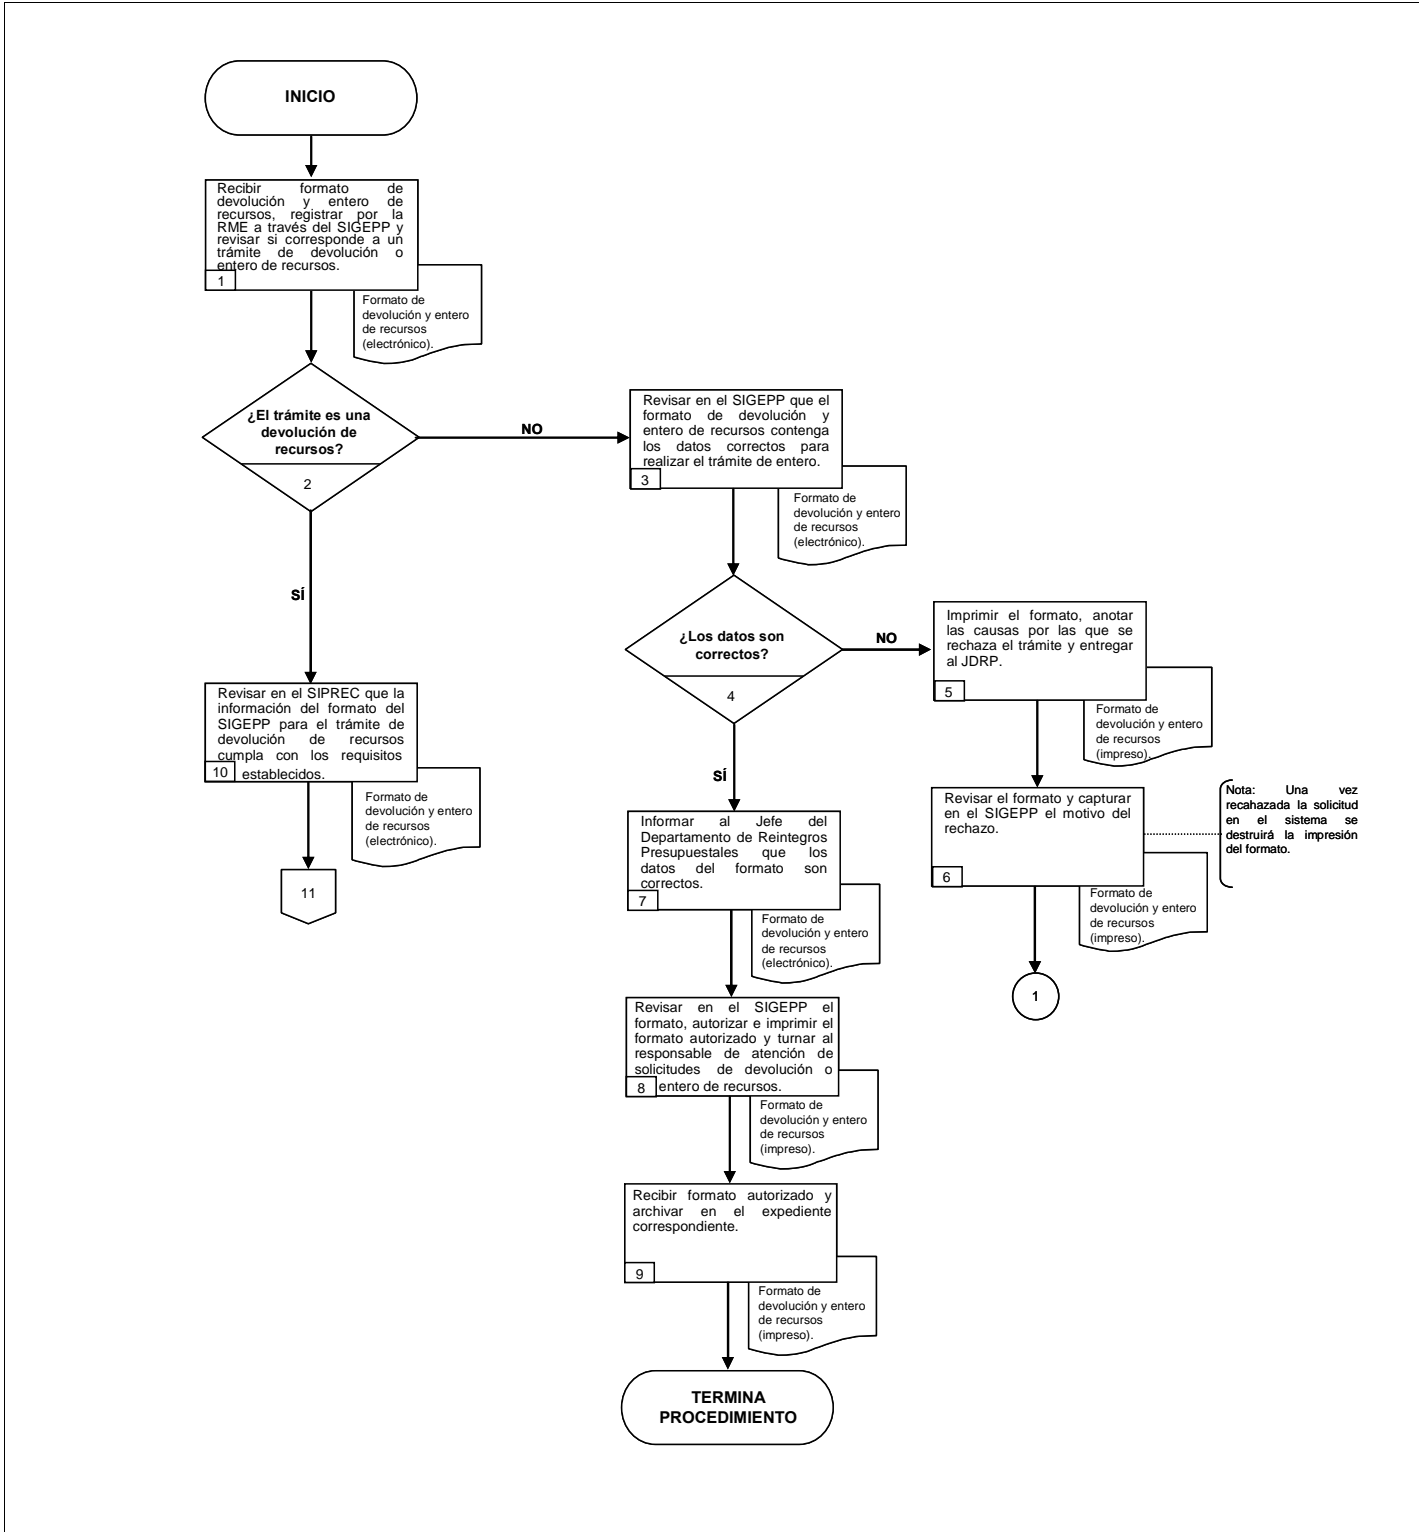 INICIO
Recibir formato de
devolución y entero de
recursos, registrar por la
RME a través del SIGEPP y
revisar si corresponde a un
trámite de devolución o
entero de recursos.
1
Formato de
devolución y entero
de recursos
(electrónico).
¿El trámite es una
devolución de
recursos?
2
NO
SÍ
Revisar en el SIGEPP que el
formato de devolución y
entero de recursos contenga
los datos correctos para
realizar el trámite de entero.
3
Formato de
devolución y entero
de recursos
(electrónico).
¿Los datos son
correctos?
4
NO
SÍ
Imprimir el formato, anotar
las causas por las que se
rechaza el trámite y entregar
al JDRP.
5
Formato de
devolución y entero
de recursos
(impreso).
Revisar en el SIPREC que la
información del formato del
SIGEPP para el trámite de
devolución de recursos
cumpla con los requisitos
establecidos.
10
Formato de
devolución y entero
de recursos
(electrónico).
11
Revisar el formato y capturar
en el SIGEPP el motivo del
rechazo.
6
Formato de
devolución y entero
de recursos
(impreso).
Nota: Una vez
recahazada la solicitud
en el sistema se
destruirá la impresión
del formato.
1
Informar al Jefe del
Departamento de Reintegros
Presupuestales que los
datos del formato son
correctos.
7
Formato de
devolución y entero
de recursos
(electrónico).
Revisar en el SIGEPP el
formato, autorizar e imprimir el
formato autorizado y turnar al
responsable de atención de
solicitudes de devolución o
entero de recursos.
8
Formato de
devolución y entero
de recursos
(impreso).
Recibir formato autorizado y
archivar en el expediente
correspondiente.
9
Formato de
devolución y entero
de recursos
(impreso).
TERMINA
PROCEDIMIENTO